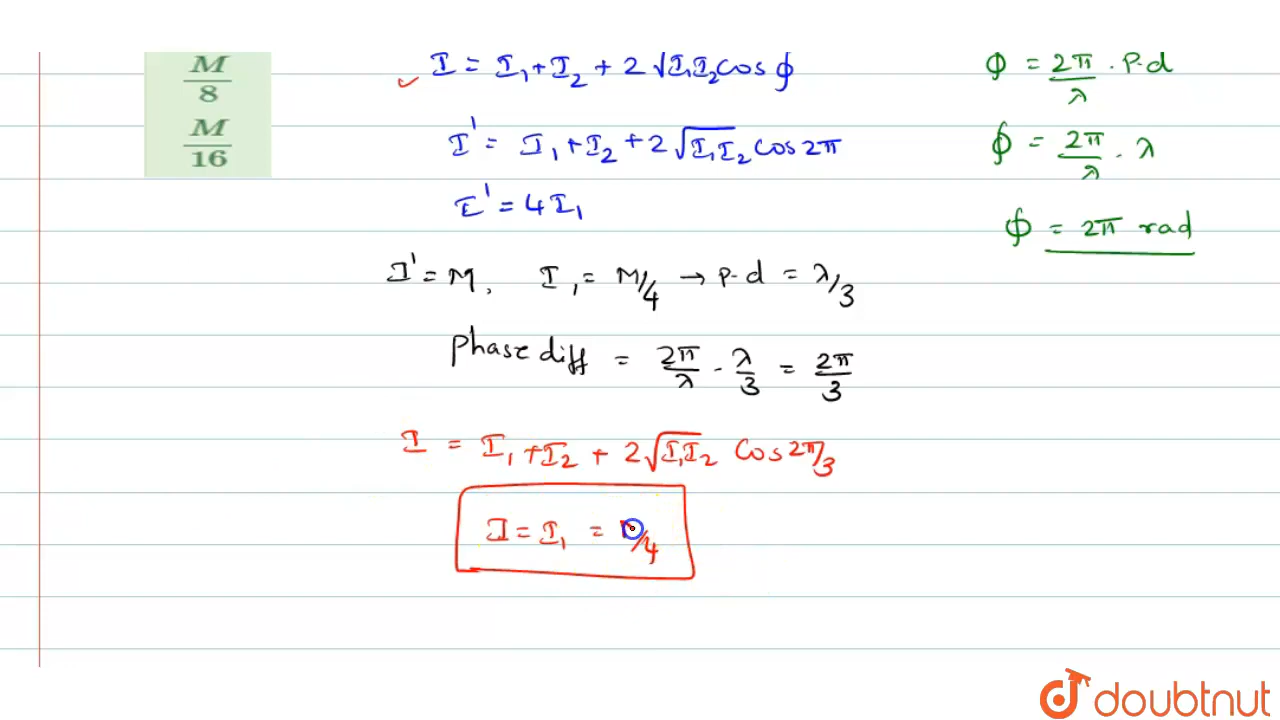 M/8
M/16
I = I₁ + I₂ + 2√I₁I₂ cos ϕ
I' = I₁ + I₂ + 2√I₁I₂ cos 2π
I' = 4I₁
ϕ = 2π/λ · P.d
ϕ = 2π/λ · λ
ϕ = 2π rad
I' = M, I₁ = M/4 → P.d = λ/3
Phase diff = 2π/λ · λ/3 = 2π/3
I = I₁ + I₂ + 2√I₁I₂ Cos 2π/3
I = I₁ = M/4
doubtnut